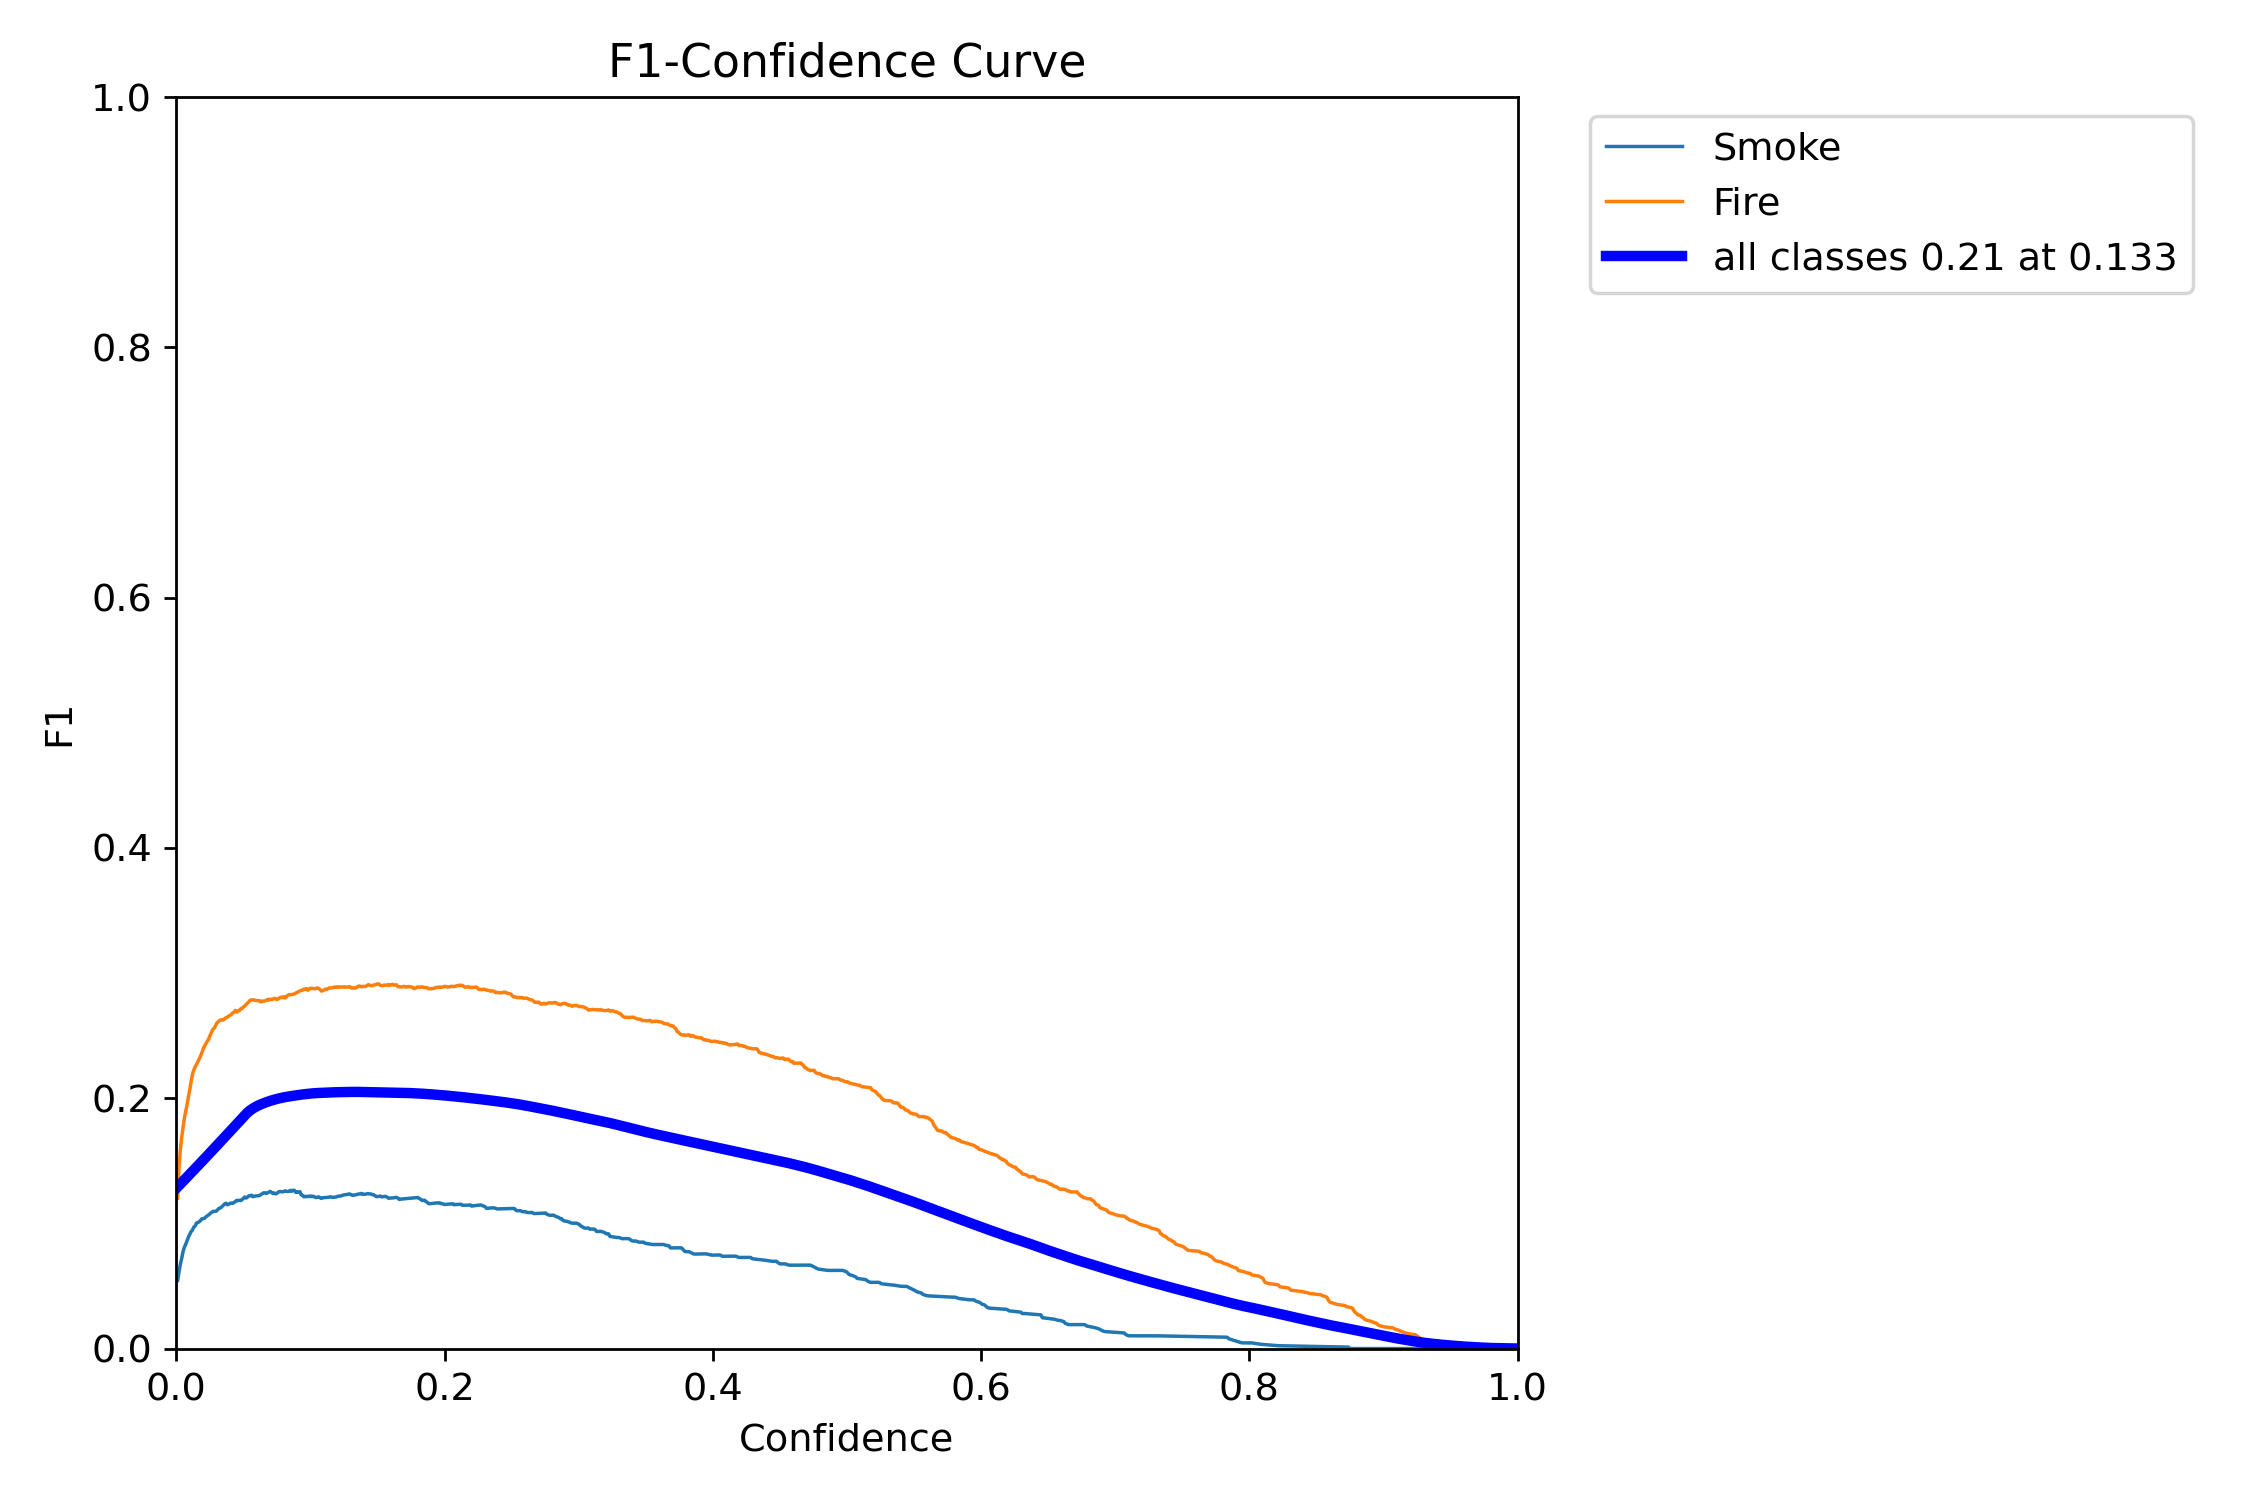 F1-Confidence Curve
1.0
0.8
0.6
0.4
0.2
0.0
F1
0.0 0.2 0.4 0.6 0.8 1.0
Confidence
Smoke
Fire
all classes 0.21 at 0.133